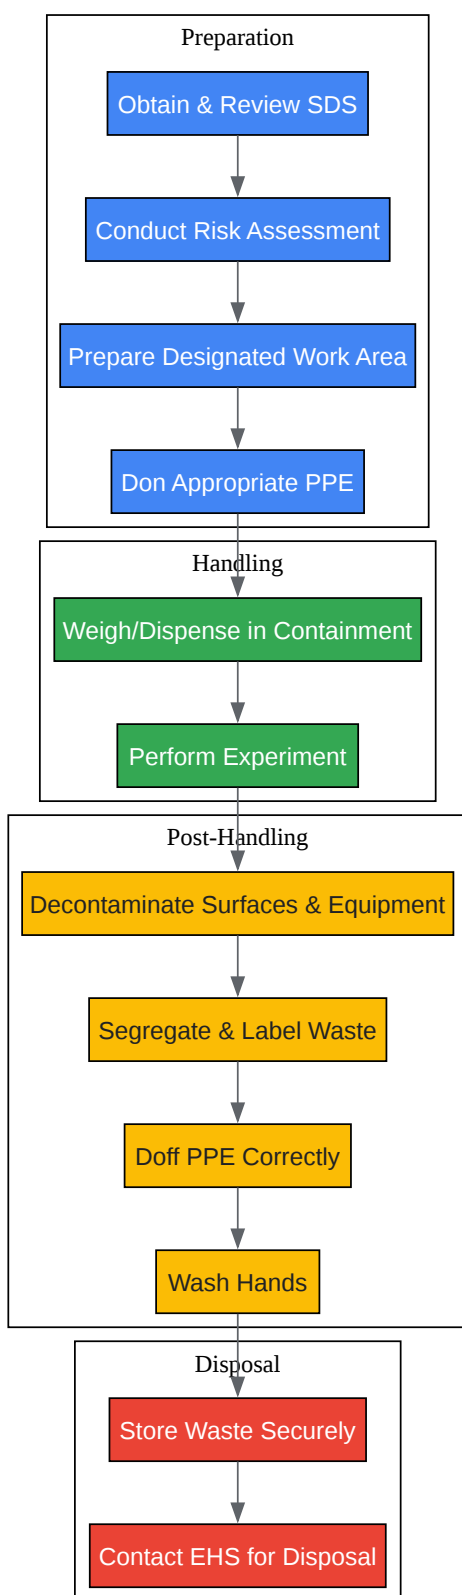 Preparation
Obtain & Review SDS
Conduct Risk Assessment
Prepare Designated Work Area
Don Appropriate PPE
Handling
Weigh/Dispense in Containment
Perform Experiment
Post-Handling
Decontaminate Surfaces & Equipment
Segregate & Label Waste
Doff PPE Correctly
Wash Hands
Disposal
Store Waste Securely
Contact EHS for Disposal